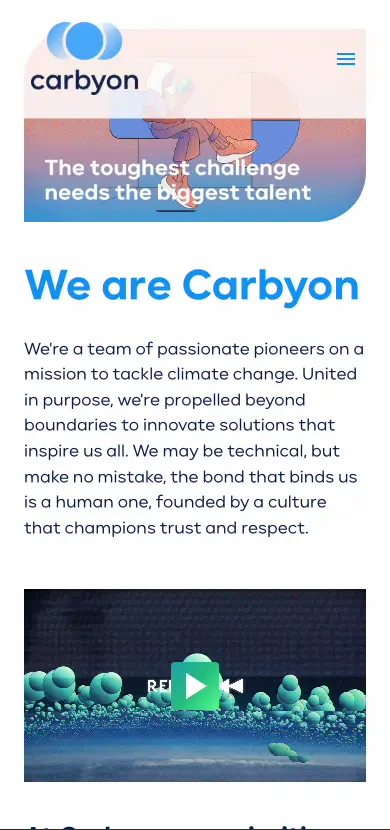 carbyon
The toughest challenge
needs the biggest talent
We are Carbyon
We're a team of passionate pioneers on a
mission to tackle climate change. United
in purpose, we're propelled beyond
boundaries to innovate solutions that
inspire us all. We may be technical, but
make no mistake, the bond that binds us
is a human one, founded by a culture
that champions trust and respect.